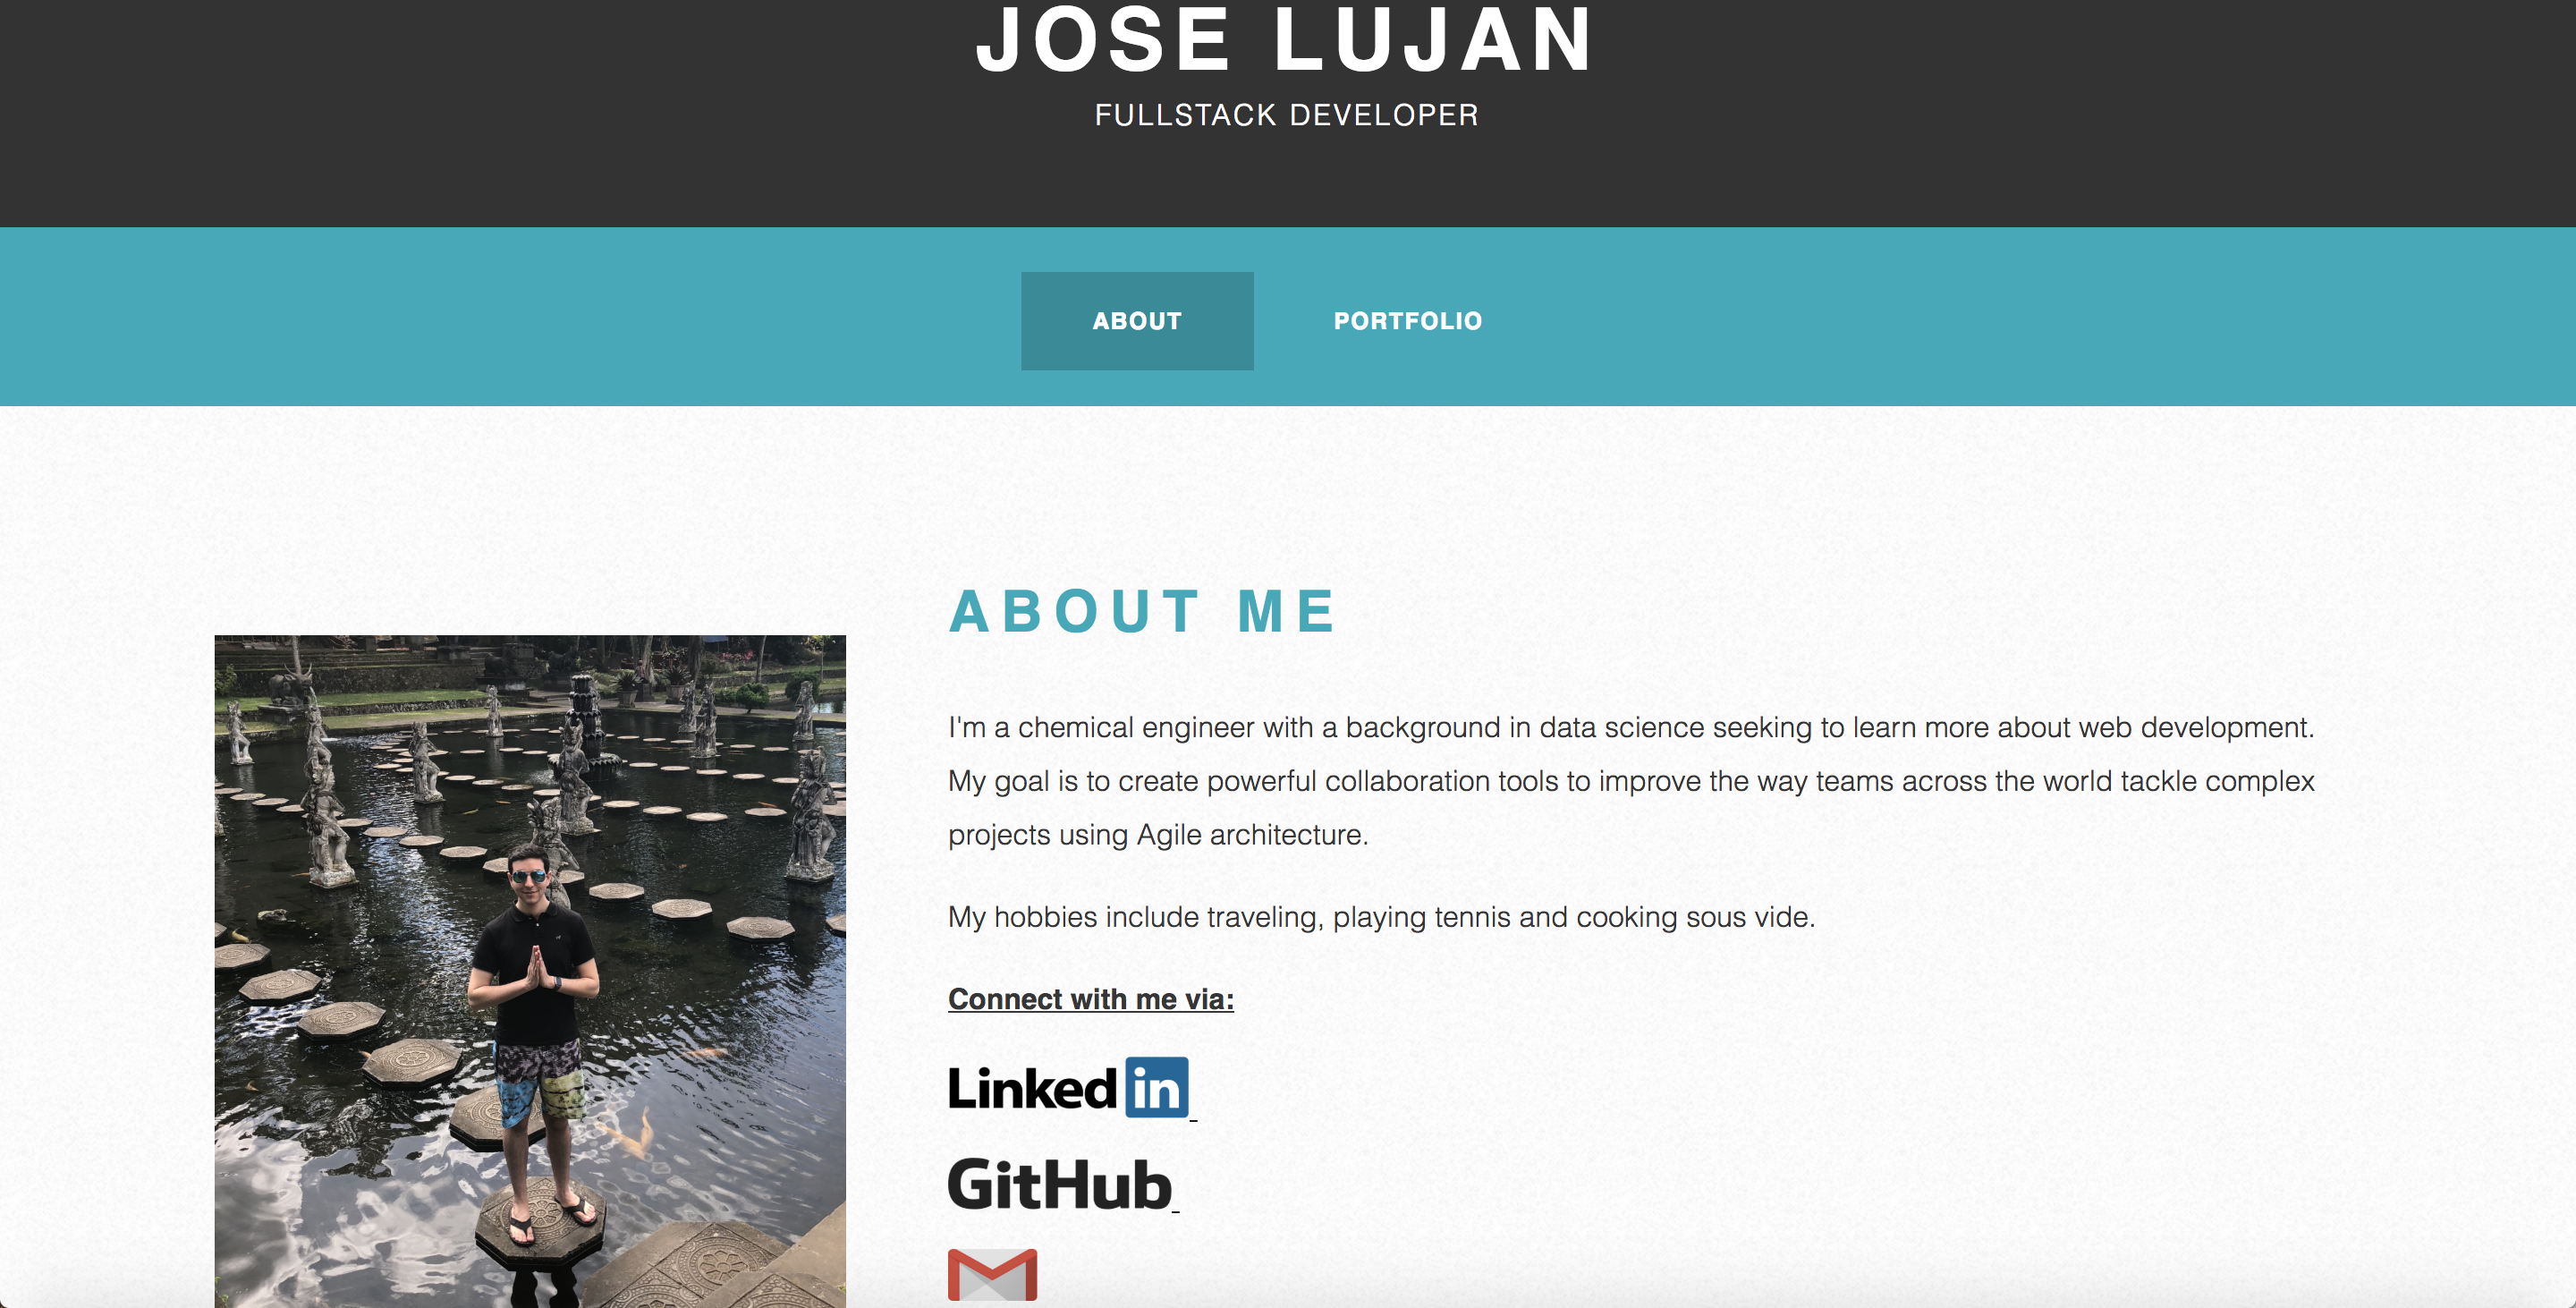 JOSE LUJAN
FULLSTACK DEVELOPER
ABOUT
PORTFOLIO
ABOUT ME
I'm a chemical engineer with a background in data science seeking to learn more about web development.
My goal is to create powerful collaboration tools to improve the way teams across the world tackle complex
projects using Agile architecture.
My hobbies include traveling, playing tennis and cooking sous vide.
Connect with me via:
Linked in
GitHub